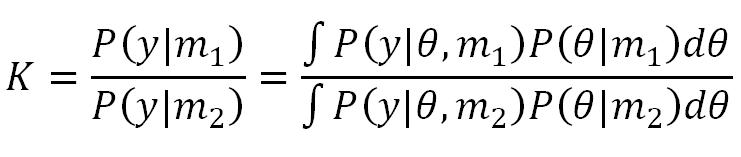 K = P(y|m₁) / P(y|m₂) = ∫ P(y|θ, m₁)P(θ|m₁)dθ / ∫ P(y|θ, m₂)P(θ|m₂)dθ